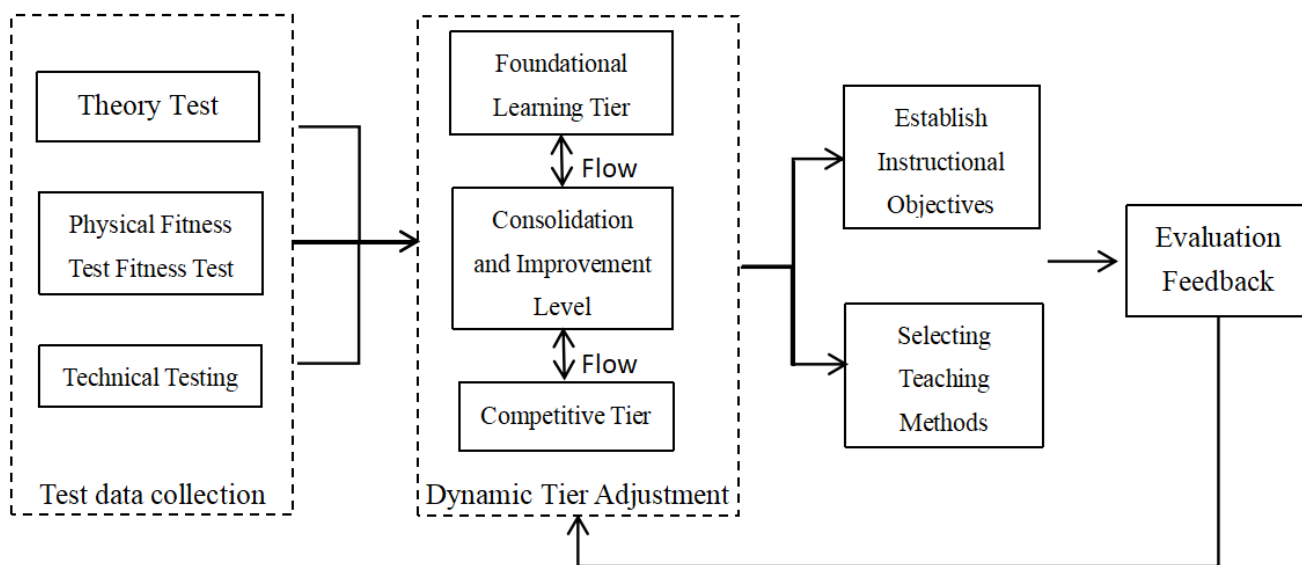 Theory Test
Physical Fitness
Test Fitness Test
Technical Testing
Test data collection
Foundational
Learning Tier
Flow
Consolidation
and Improvement
Level
Flow
Competitive Tier
Dynamic Tier Adjustment
Establish
Instructional
Objectives
Selecting
Teaching
Methods
Evaluation
Feedback